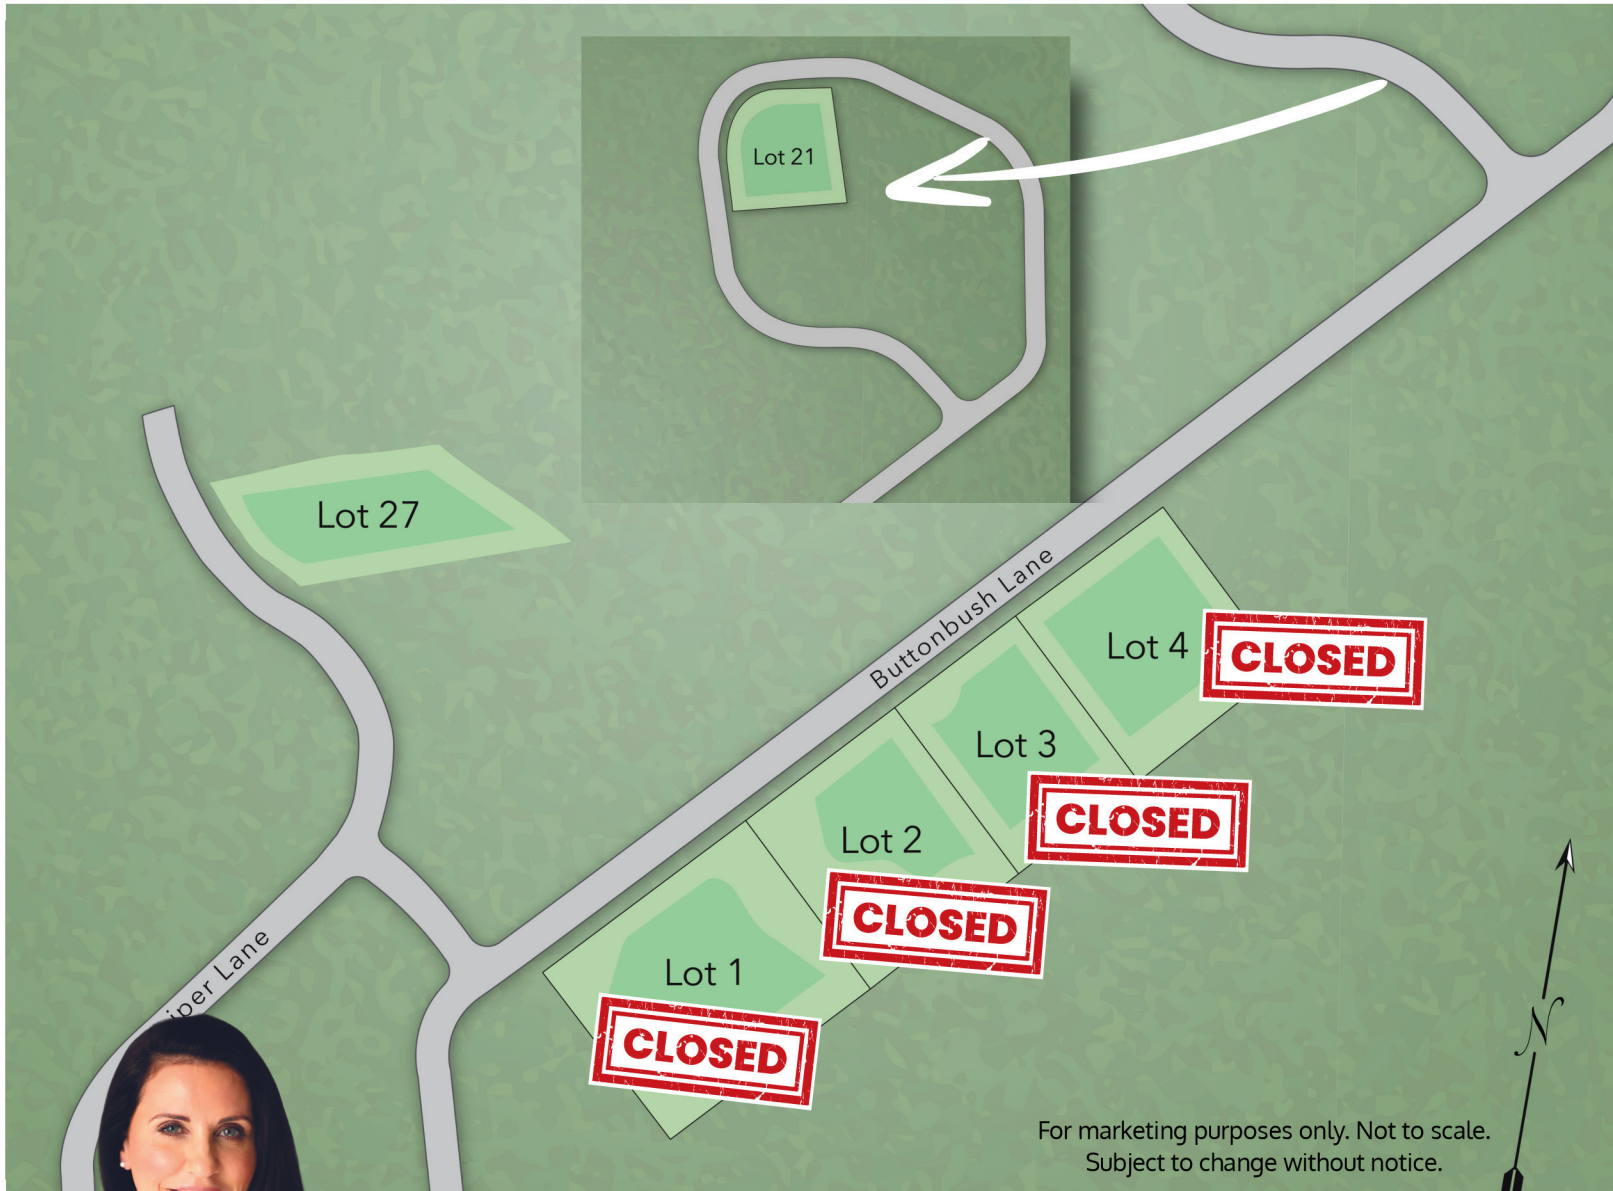 Lot 21
Lot 27
Buttonbush Lane
Lot 4
CLOSED
Lot 3
CLOSED
Lot 2
CLOSED
Lot 1
CLOSED
Lane
N
For marketing purposes only. Not to scale.
Subject to change without notice.